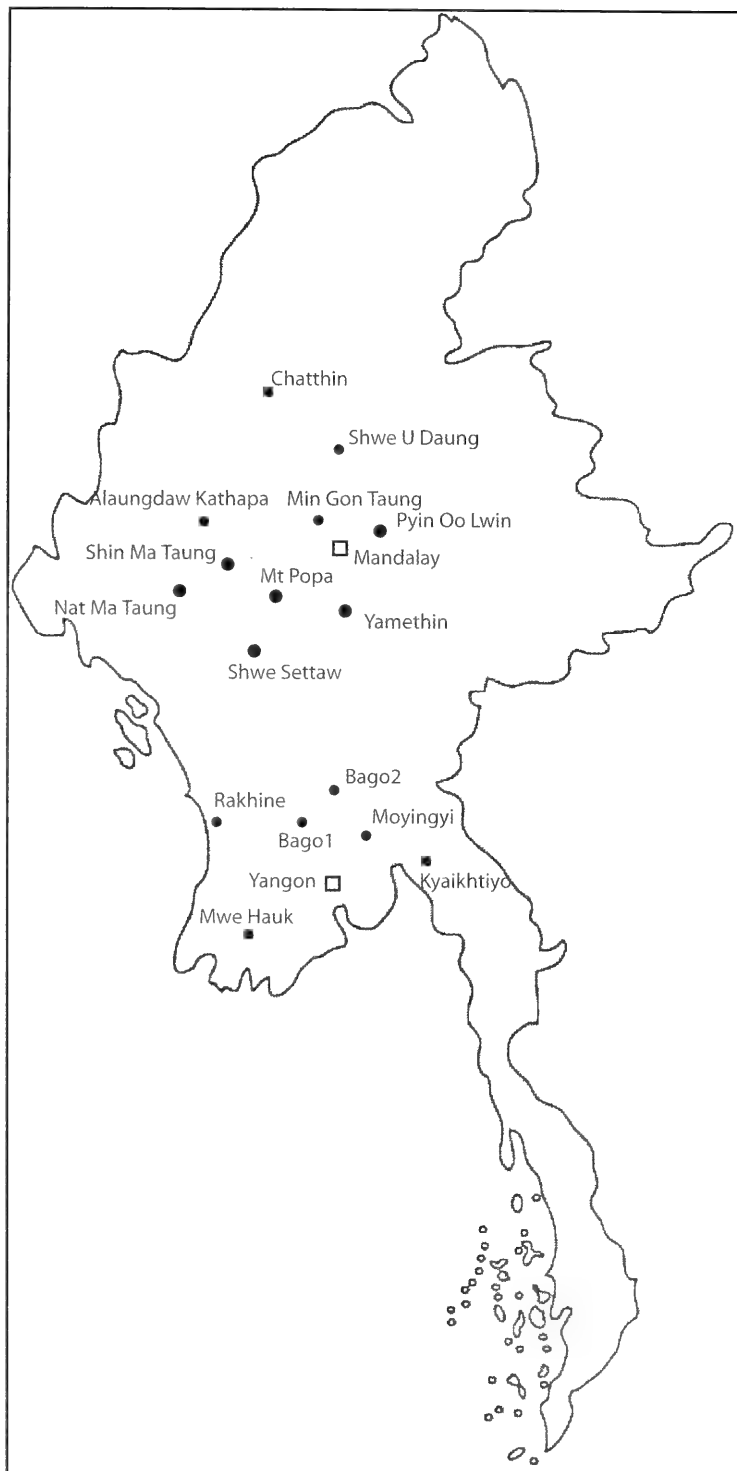 Chatthin
Shwe U Daung
Alaungdaw Kathapa
Min Gon Taung
Pyin Oo Lwin
Shin Ma Taung
Mandalay
Mt Popa
Nat Ma Taung
Yamethin
Shwe Settaw
Bago2
Rakhine
Moyingyi
Bago1
Yangon
Kyaikhtiyo
Mwe Hauk